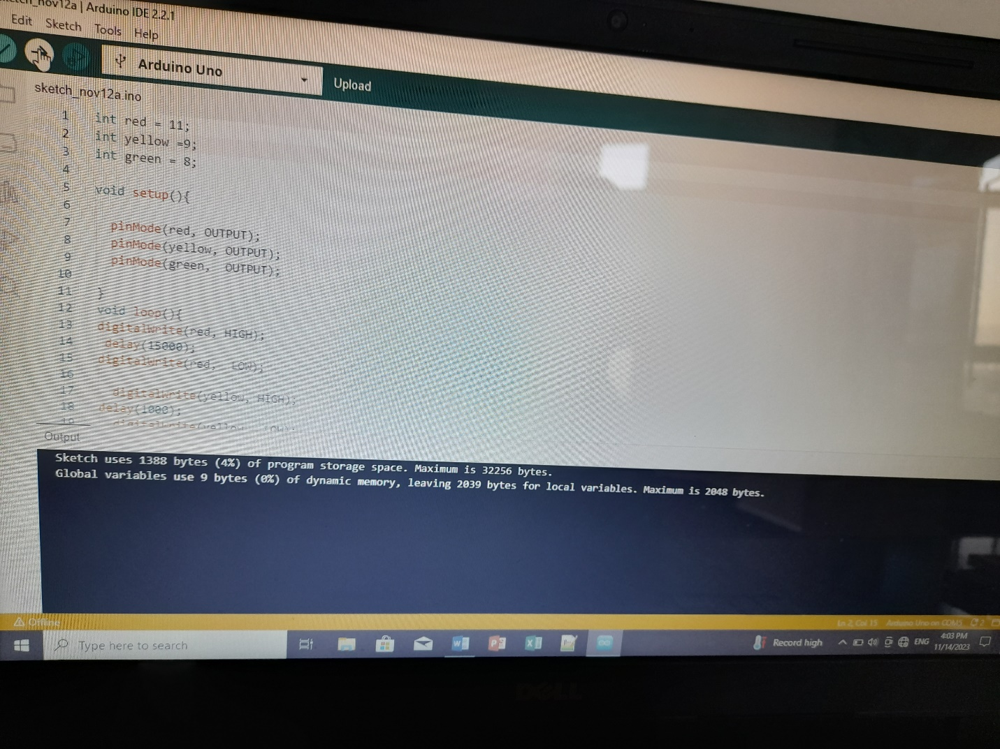 nov12a | Arduino IDE 2.2.1
Edit Sketch Tools Help
Arduino Uno
Upload
sketch_nov12a.ino
1 int red = 11;
2 int yellow =9;
3 int green = 8;
4
5 void setup(){
6
7 pinMode(red, OUTPUT);
8 pinMode(yellow, OUTPUT);
9 pinMode(green, OUTPUT);
10
11 }
12 void loop(){
13 digitalWrite(red, HIGH);
14 delay(15000);
15 digitalWrite(red, LOW);
16
17 digitalWrite(yellow, HIGH);
18 delay(1000);
19 digitalWrite(yellow, LOW);
Output
Sketch uses 1388 bytes (4%) of program storage space. Maximum is 32256 bytes.
Global variables use 9 bytes (0%) of dynamic memory, leaving 2039 bytes for local variables. Maximum is 2048 bytes.
Offline
Ln 2, Col 15 Arduino Uno on COM5 2
Type here to search
Record high
ENG
4:03 PM
11/14/2023
DELL